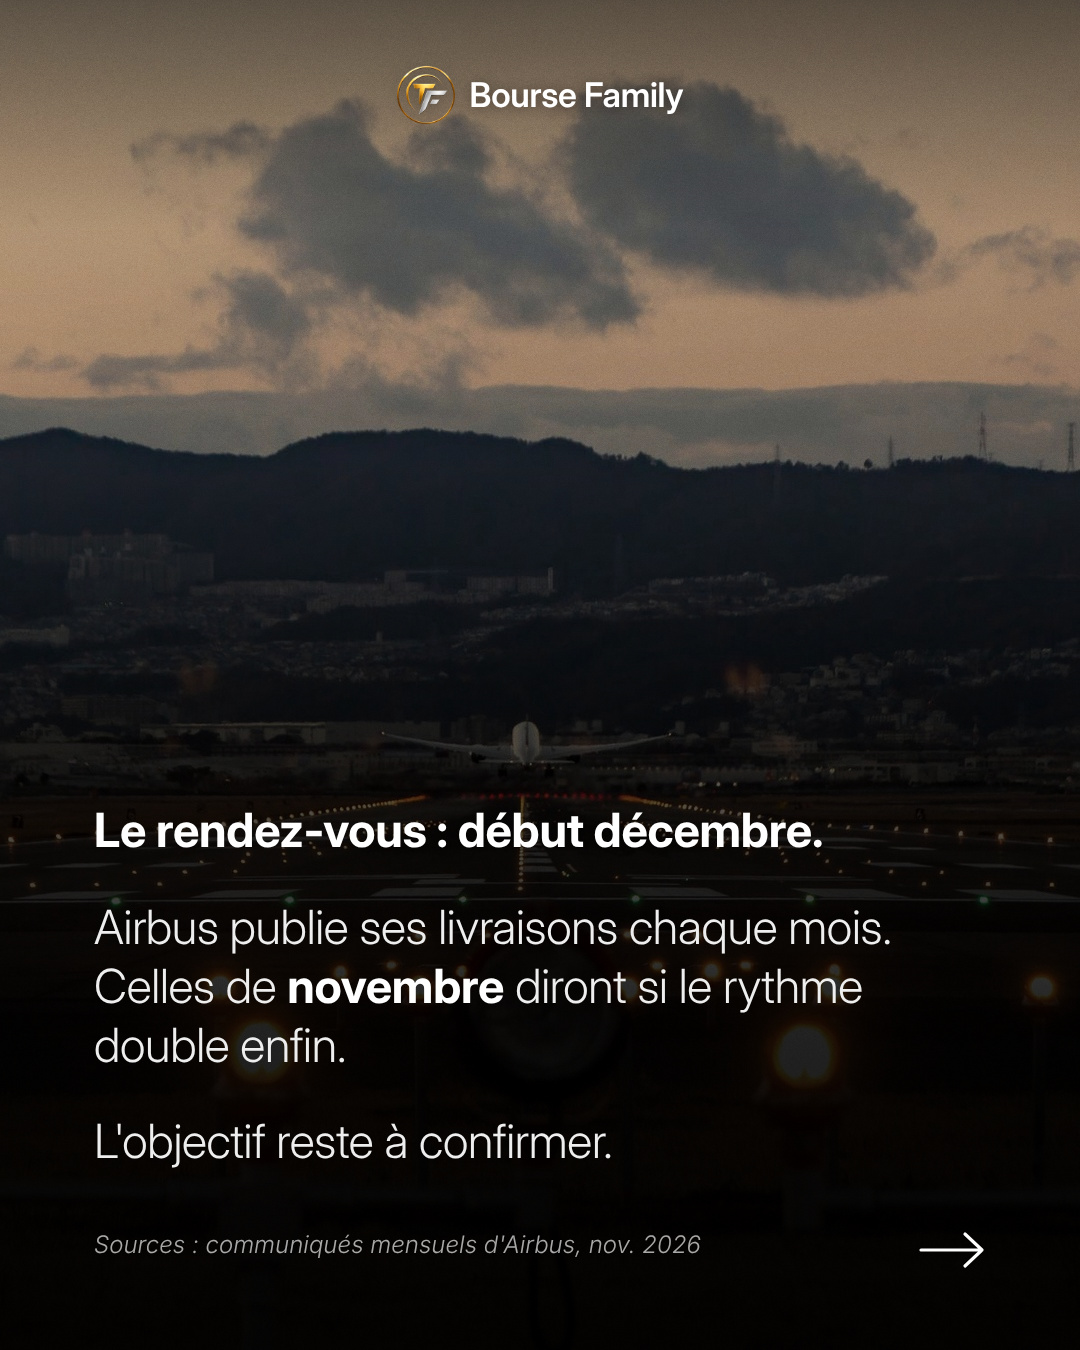 TF Bourse Family
Le rendez-vous : début décembre.
Airbus publie ses livraisons chaque mois.
Celles de novembre diront si le rythme
double enfin.
L'objectif reste à confirmer.
Sources : communiqués mensuels d'Airbus, nov. 2026